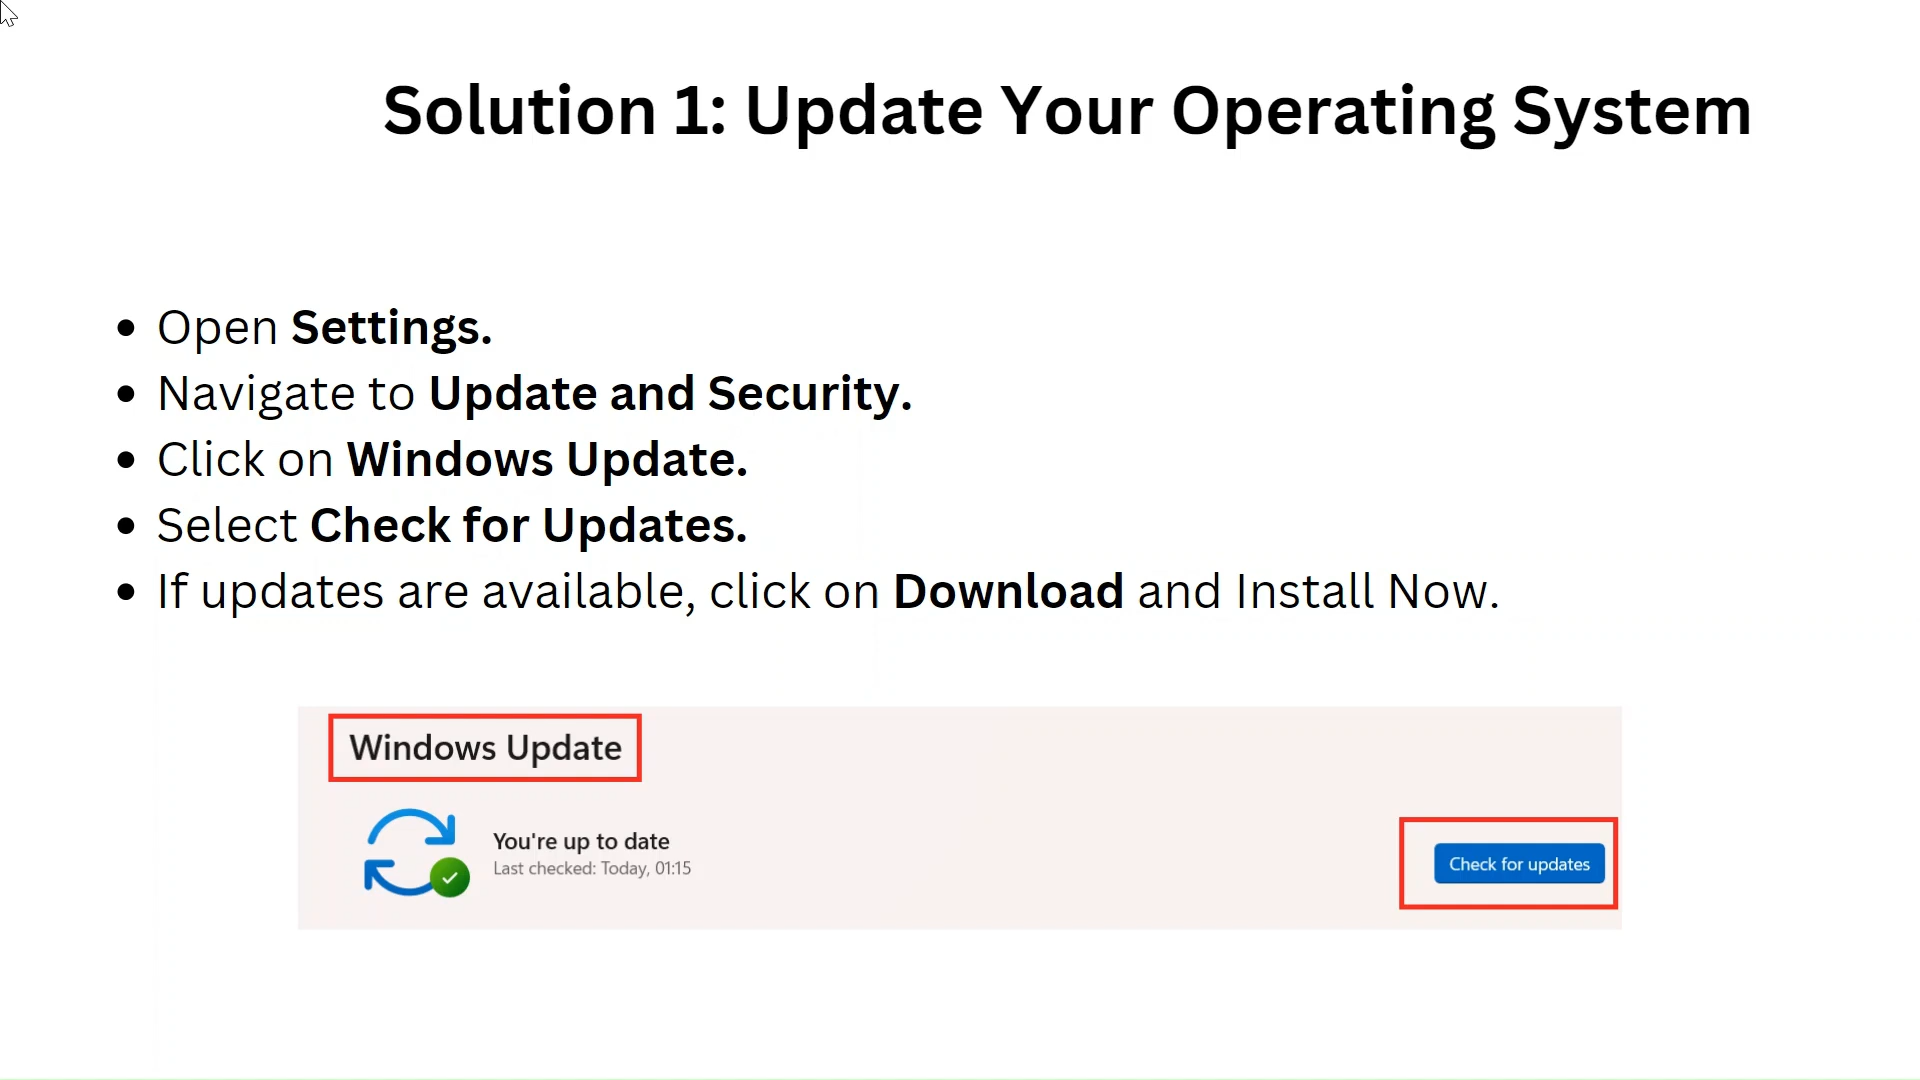 Solution 1: Update Your Operating System
• Open Settings.
• Navigate to Update and Security.
• Click on Windows Update.
• Select Check for Updates.
• If updates are available, click on Download and Install Now.
Windows Update
You're up to date
Last checked: Today, 01:15
Check for updates